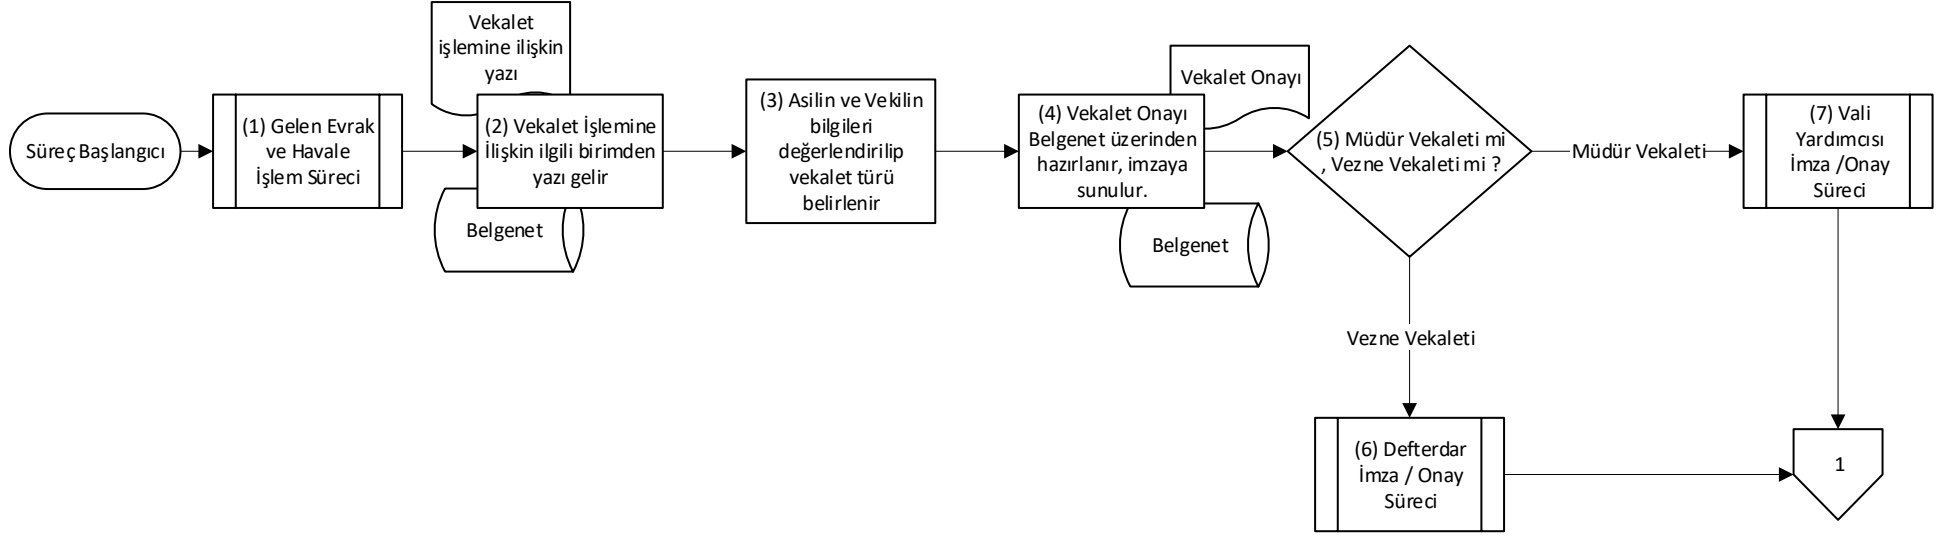 Süreç Başlangıcı
(1) Gelen Evrak
ve Havale
İşlem Süreci
Vekalet
işlemine ilişkin
yazı
(2) Vekalet İşlemine
İlişkin ilgili birimden
yazı gelir
Belgenet
(3) Asilin ve Vekilin
bilgileri
değerlendirilip
vekalet türü
belirlenir
Vekalet Onayı
(4) Vekalet Onayı
Belgenet üzerinden
hazırlanır, imzaya
sunulur.
Belgenet
(5) Müdür Vekaleti mi
, Vezne Vekaleti mi ?
Müdür Vekaleti
(7) Vali
Yardımcısı
İmza /Onay
Süreci
Vezne Vekaleti
(6) Defterdar
İmza / Onay
Süreci
1